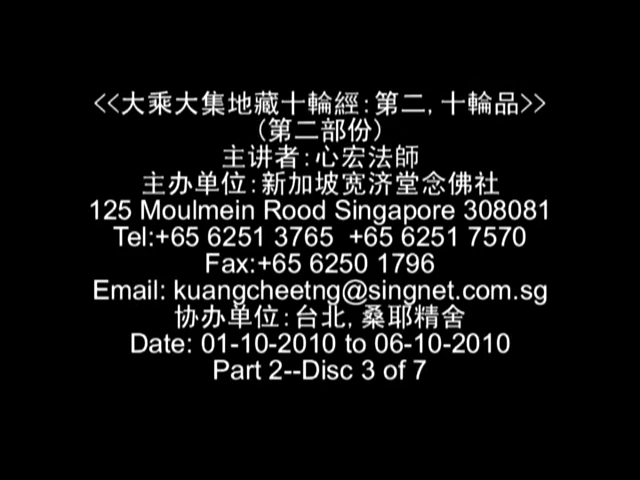 <<大乘大集地藏十輪經:第二,十輪品>>
(第二部份)
主讲者:心宏法師
主办单位:新加坡宽济堂念佛社
125 Moulmein Rood Singapore 308081
Tel:+65 6251 3765  +65 6251 7570
Fax:+65 6250 1796
Email: kuangcheetng@singnet.com.sg
协办单位:台北,桑耶精舍
Date: 01-10-2010 to 06-10-2010
Part 2--Disc 3 of 7